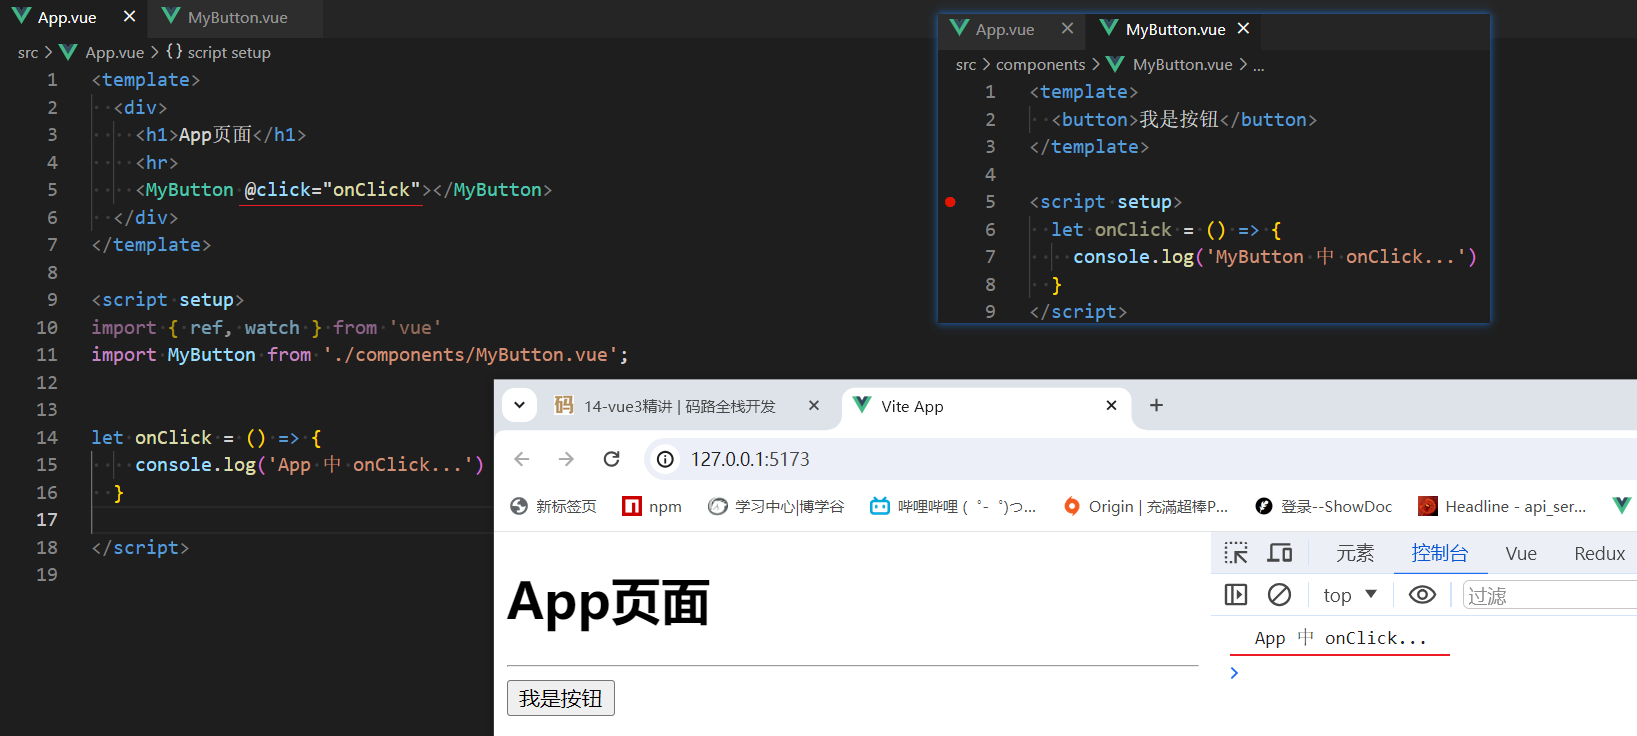 App.vue × MyButton.vue
src > App.vue > {} script setup
1 <template>
2 <div>
3 <h1>App页面</h1>
4 <hr>
5 <MyButton @click="onClick"></MyButton>
6 </div>
7 </template>
8
9 <script setup>
10 import { ref, watch } from 'vue'
11 import MyButton from './components/MyButton.vue';
12
13
14 let onClick = () => {
15 console.log('App 中 onClick...')
16 }
17
18 </script>
19
App.vue × MyButton.vue ×
src > components > MyButton.vue > ...
1 <template>
2 <button>我是按钮</button>
3 </template>
4
5 <script setup>
6 let onClick = () => {
7 console.log('MyButton 中 onClick...')
8 }
9 </script>
码 14-vue3精讲 | 码路全栈开发 × Vite App × +
127.0.0.1:5173
新标签页 npm 学习中心|博学谷 哔哩哔哩 (゜-゜)つ... Origin | 充满超棒P... 登录--ShowDoc Headline - api_ser...
App页面
我是按钮
元素 控制台 Vue Redux
top 过滤
App 中 onClick...
>